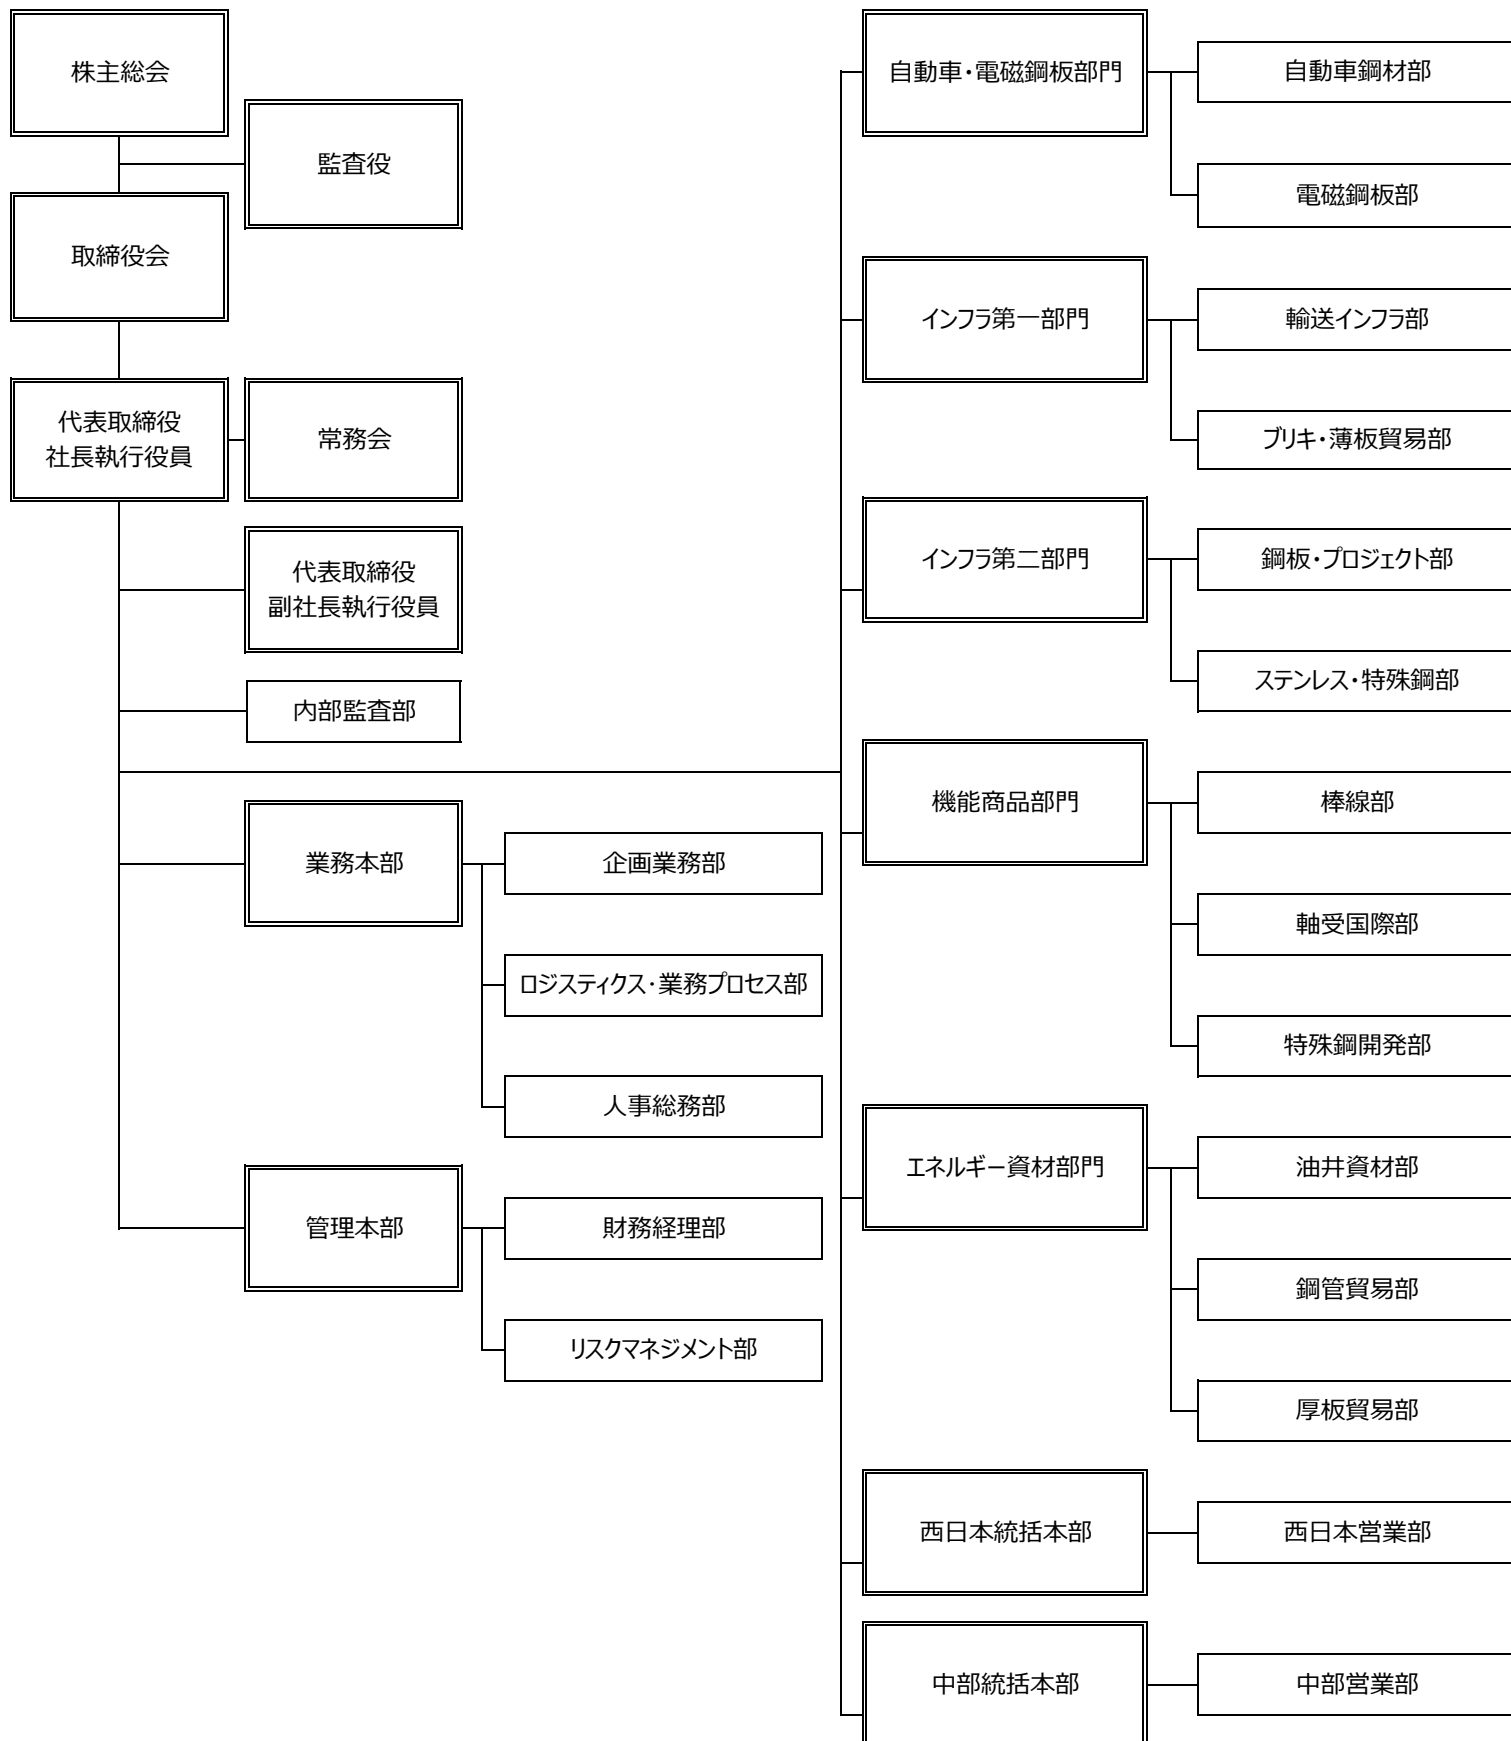 株主総会
監査役
取締役会
代表取締役
社長執行役員
常務会
代表取締役
副社長執行役員
内部監査部
業務本部
企画業務部
ロジスティクス・業務プロセス部
人事総務部
管理本部
財務経理部
リスクマネジメント部
自動車・電磁鋼板部門
自動車鋼材部
電磁鋼板部
インフラ第一部門
輸送インフラ部
ブリキ・薄板貿易部
インフラ第二部門
鋼板・プロジェクト部
ステンレス・特殊鋼部
機能商品部門
棒線部
軸受国際部
特殊鋼開発部
エネルギー資材部門
油井資材部
鋼管貿易部
厚板貿易部
西日本統括本部
西日本営業部
中部統括本部
中部営業部